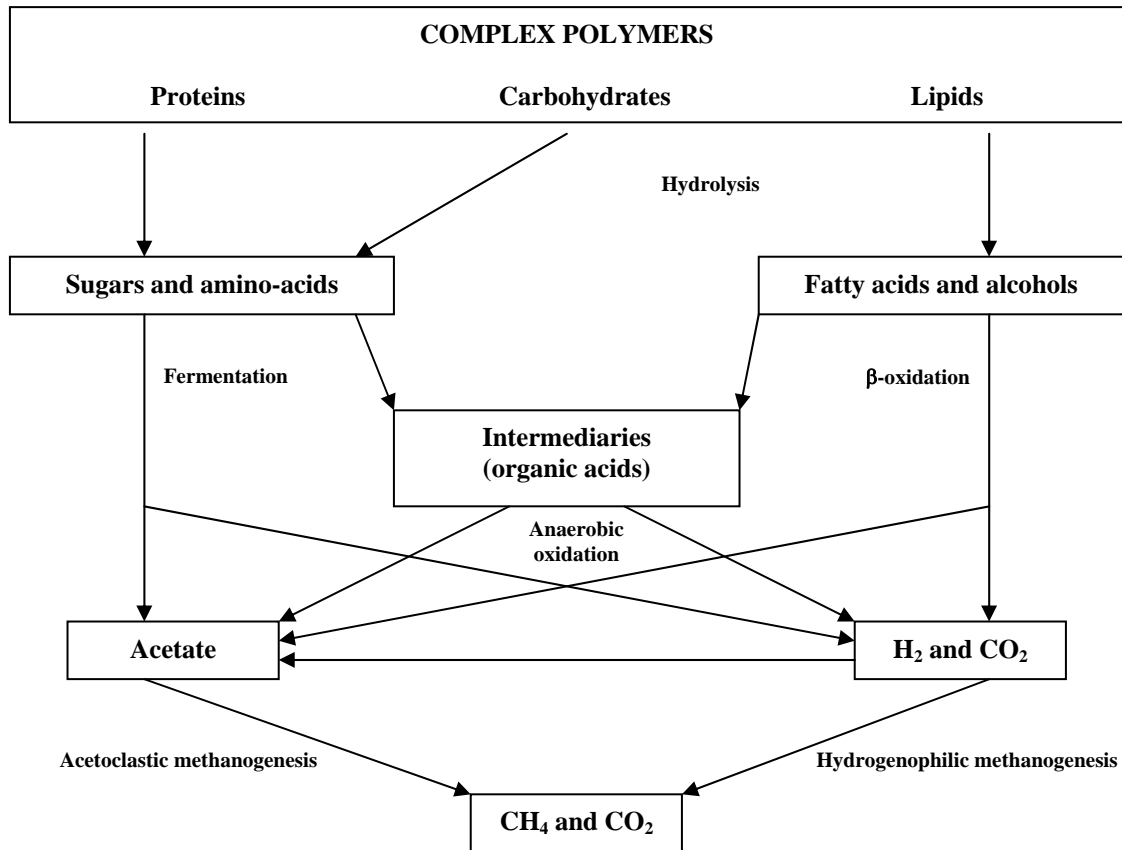 COMPLEX POLYMERS
Proteins Carbohydrates Lipids
Hydrolysis
Sugars and amino-acids Fatty acids and alcohols
Fermentation β-oxidation
Intermediaries
(organic acids)
Anaerobic
oxidation
Acetate H₂ and CO₂
Acetoclastic methanogenesis Hydrogenophilic methanogenesis
CH₄ and CO₂